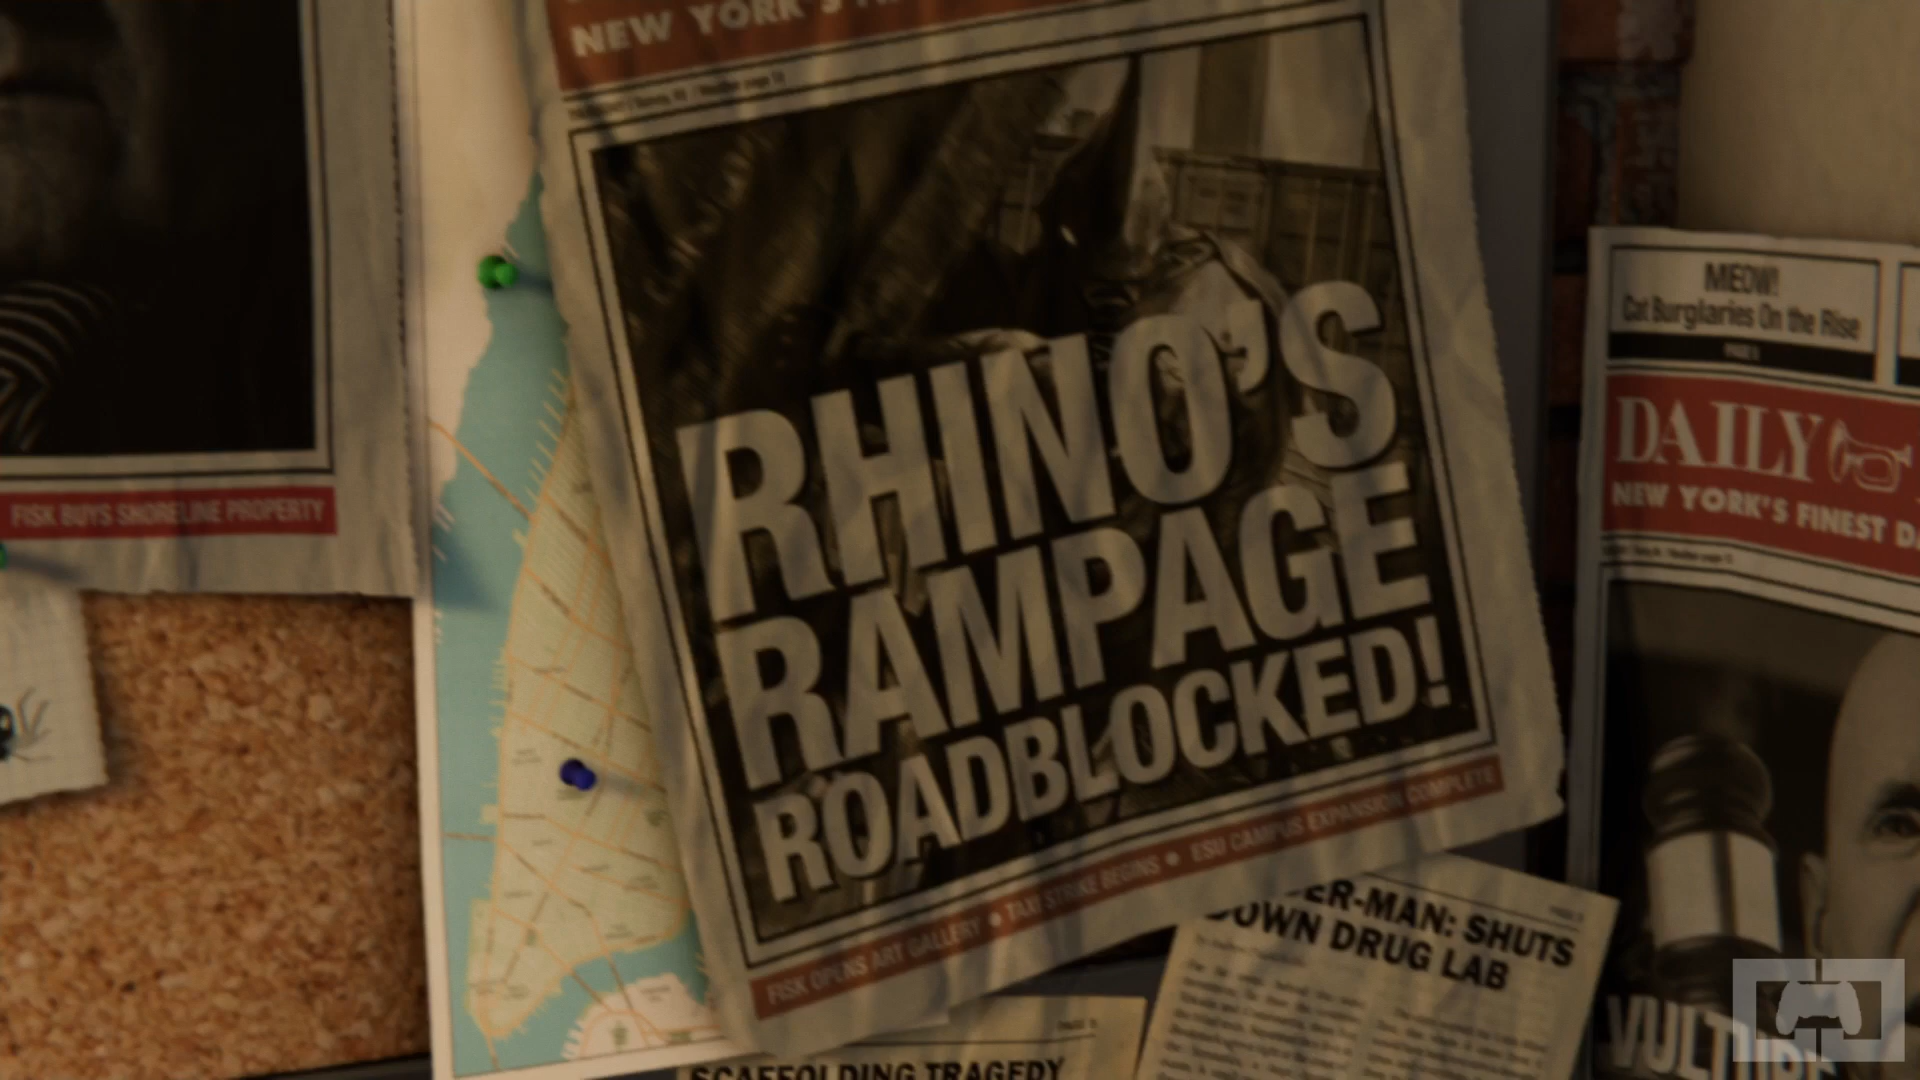 NEW YORK'S
RHINO'S
RAMPAGE
ROADBLOCKED!
FISK OPENS ART GALLERY • TAXI STRIKE BEGINS • ESU CAMPUS EXPANSION COMPLETE
FISK BUYS SHORELINE PROPERTY
MEOW!
Cat Burglaries On the Rise
DAILY
NEW YORK'S FINEST
VULTURE
ER-MAN: SHUTS
DOWN DRUG LAB
SCAFFOLDING TRAGEDY